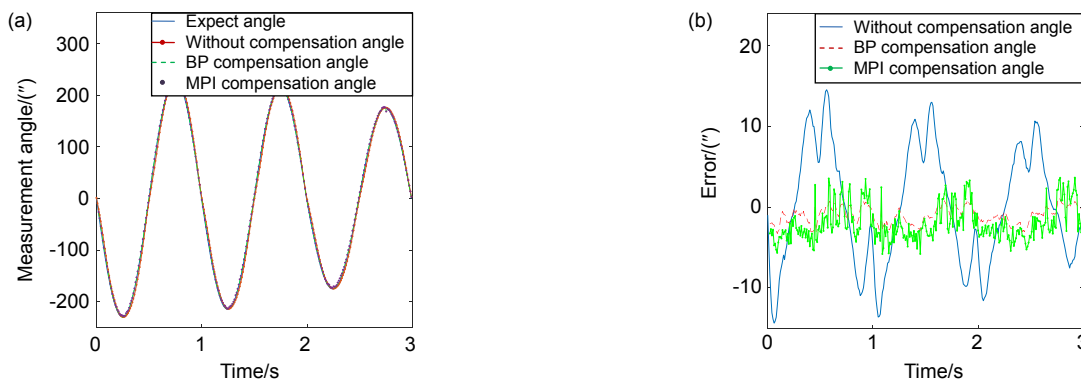 (a)
Expect angle
Without compensation angle
BP compensation angle
MPI compensation angle
Measurement angle/(″)
300
200
100
0
-100
-200
0 1 2 3
Time/s
(b)
Without compensation angle
BP compensation angle
MPI compensation angle
Error/(″)
20
10
0
-10
0 1 2 3
Time/s